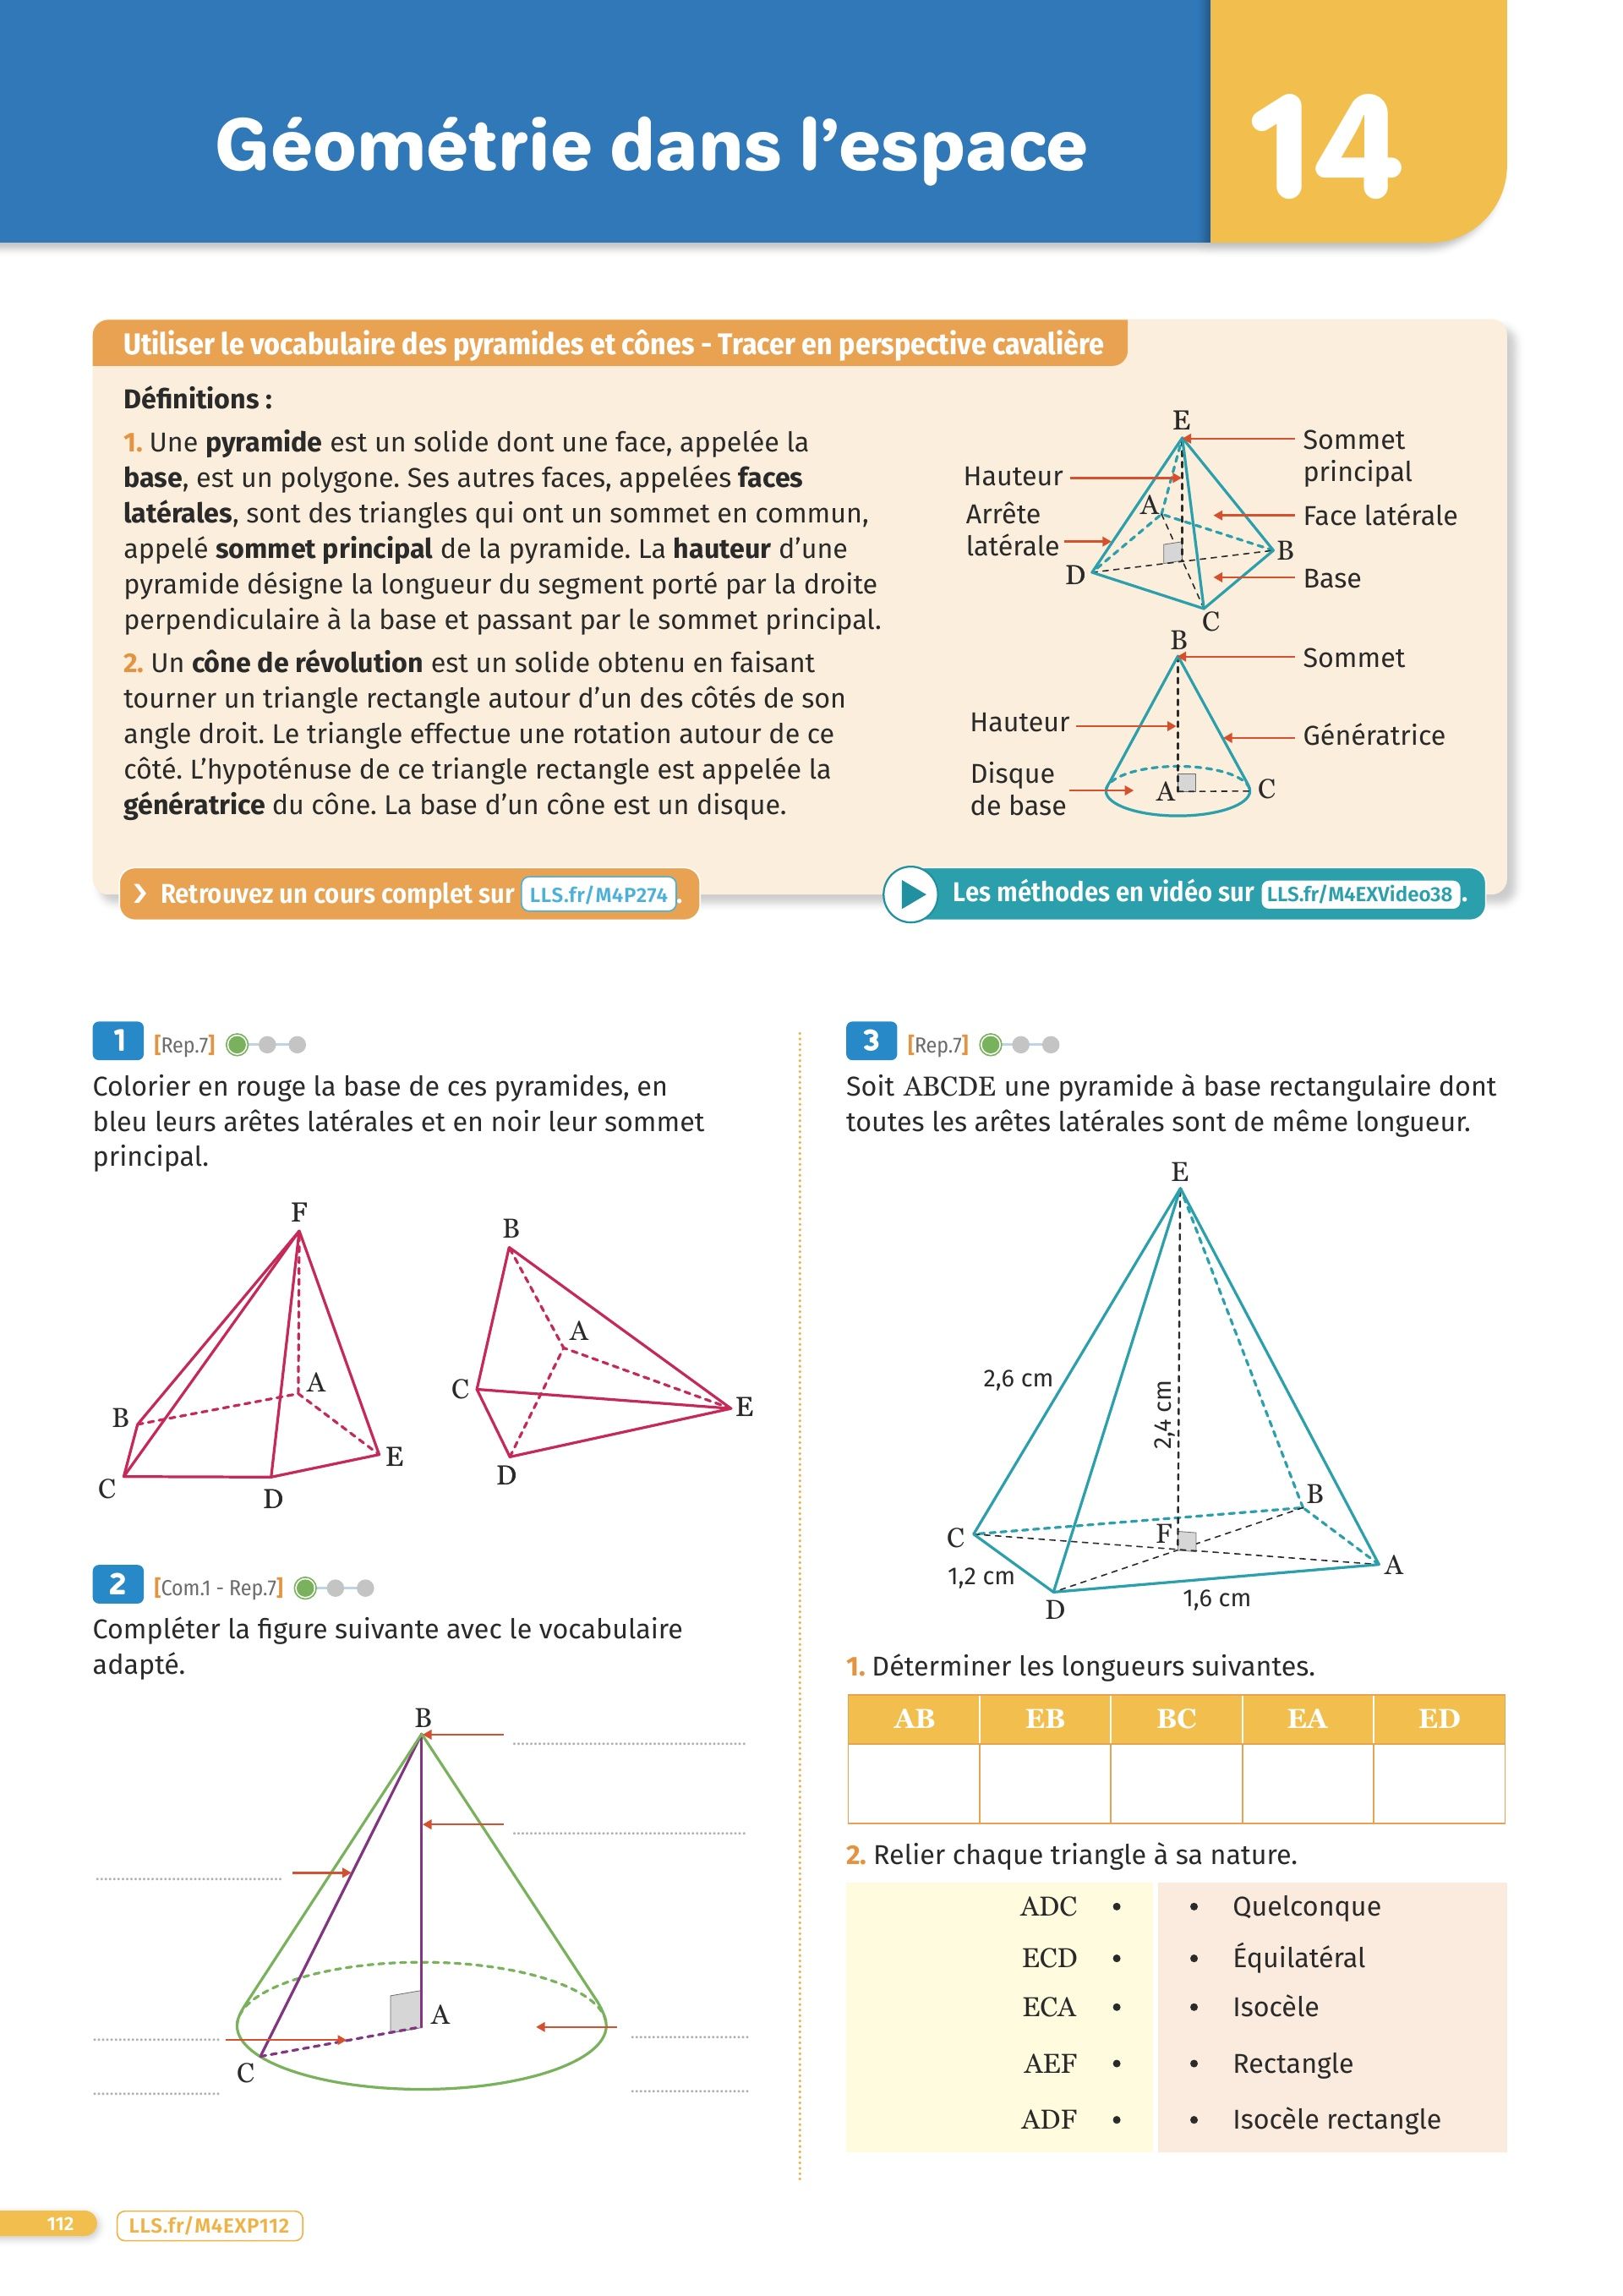 Géométrie dans l’espace
14
Utiliser le vocabulaire des pyramides et cônes - Tracer en perspective cavalière
Définitions :
1. Une pyramide est un solide dont une face, appelée la
base, est un polygone. Ses autres faces, appelées faces
latérales, sont des triangles qui ont un sommet en commun,
appelé sommet principal de la pyramide. La hauteur d’une
pyramide désigne la longueur du segment porté par la droite
perpendiculaire à la base et passant par le sommet principal.
2. Un cône de révolution est un solide obtenu en faisant
tourner un triangle rectangle autour d’un des côtés de son
angle droit. Le triangle effectue une rotation autour de ce
côté. L’hypoténuse de ce triangle rectangle est appelée la
génératrice du cône. La base d’un cône est un disque.
E
Sommet
principal
Hauteur
A
Arrête
latérale
Face latérale
B
D
Base
C
B
Sommet
Hauteur
Génératrice
Disque
de base
A
C
❯ Retrouvez un cours complet sur LLS.fr/M4P274.
Les méthodes en vidéo sur LLS.fr/M4EXVideo38.
1 [Rep.7]
Colorier en rouge la base de ces pyramides, en
bleu leurs arêtes latérales et en noir leur sommet
principal.
F
A
B
C
D
E
B
A
C
E
D
2 [Com.1 - Rep.7]
Compléter la figure suivante avec le vocabulaire
adapté.
B
A
C
3 [Rep.7]
Soit ABCDE une pyramide à base rectangulaire dont
toutes les arêtes latérales sont de même longueur.
E
2,6 cm
2,4 cm
B
C
F
A
1,2 cm
1,6 cm
D
1. Déterminer les longueurs suivantes.
AB EB BC EA ED
2. Relier chaque triangle à sa nature.
ADC • • Quelconque
ECD • • Équilatéral
ECA • • Isocèle
AEF • • Rectangle
ADF • • Isocèle rectangle
112
LLS.fr/M4EXP112